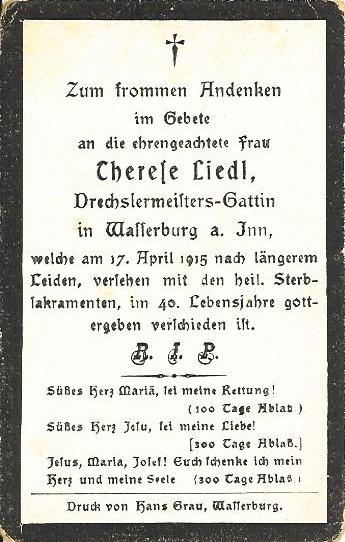 Zum frommen Andenken
im Gebete
an die ehrengeachtete Frau
Therese Liedl,
Drechslermeisters-Gattin
in Wasserburg a. Inn,
welche am 17. April 1915 nach längerem
Leiden, versehen mit den heil. Sterb-
sakramenten, im 40. Lebensjahre gott-
ergeben verschieden ist.
R. I. P.
Süßes Herz Mariä, sei meine Rettung!
(300 Tage Ablaß)
Süßes Herz Jesu, sei meine Liebe!
[300 Tage Ablaß.]
Jesus, Maria, Josef! Euch schenke ich mein
Herz und meine Seele (300 Tage Ablaß.)
Druck von Hans Grau, Wasserburg.